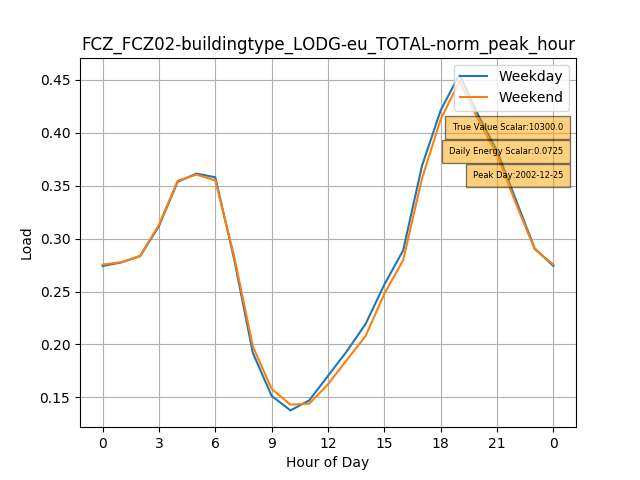 FCZ_FCZ02-buildingtype_LODG-eu_TOTAL-norm_peak_hour
0.45
0.40
0.35
0.30
0.25
0.20
0.15
Load
Weekday
Weekend
True Value Scalar:10300.0
Daily Energy Scalar:0.0725
Peak Day:2002-12-25
0 3 6 9 12 15 18 21 0
Hour of Day